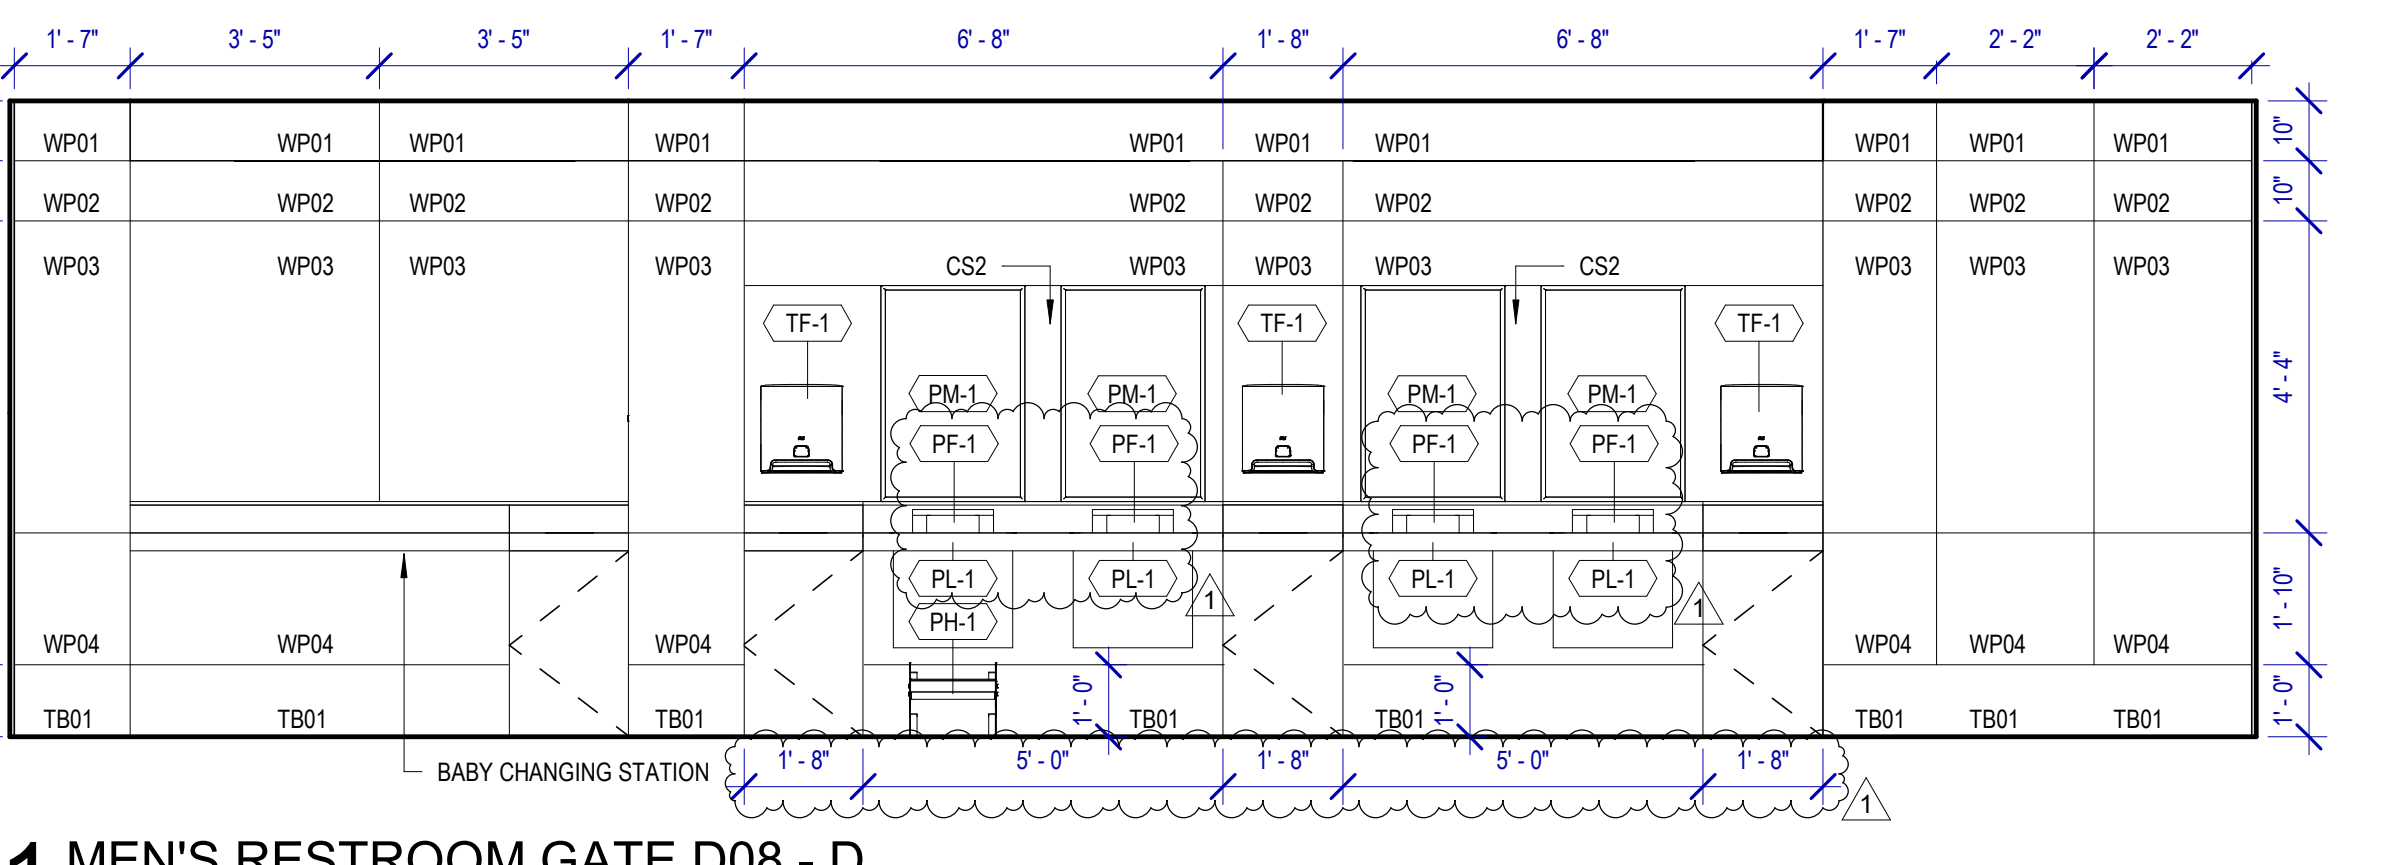 1' - 7" 3' - 5" 3' - 5" 1' - 7" 6' - 8" 1' - 8" 6' - 8" 1' - 7" 2' - 2" 2' - 2"
WP01 WP01 WP01 WP01 WP01 WP01 WP01 WP01 WP01 WP01
10"
WP02 WP02 WP02 WP02 WP02 WP02 WP02 WP02 WP02 WP02
10"
WP03 WP03 WP03 WP03 CS2 WP03 WP03 WP03 CS2 WP03 WP03 WP03
TF-1 TF-1 TF-1
4' - 4"
PM-1 PM-1 PM-1 PM-1
PF-1 PF-1 PF-1 PF-1
PL-1 PL-1 PL-1 PL-1
1' - 10"
1 1
PH-1
WP04 WP04 WP04 WP04 WP04 WP04
1' - 0" 1' - 0" 1' - 0"
TB01 TB01 TB01 TB01 TB01 TB01 TB01 TB01
1' - 8" 5' - 0" 1' - 8" 5' - 0" 1' - 8"
BABY CHANGING STATION
1
1 MEN'S RESTROOM GATE D08 - D